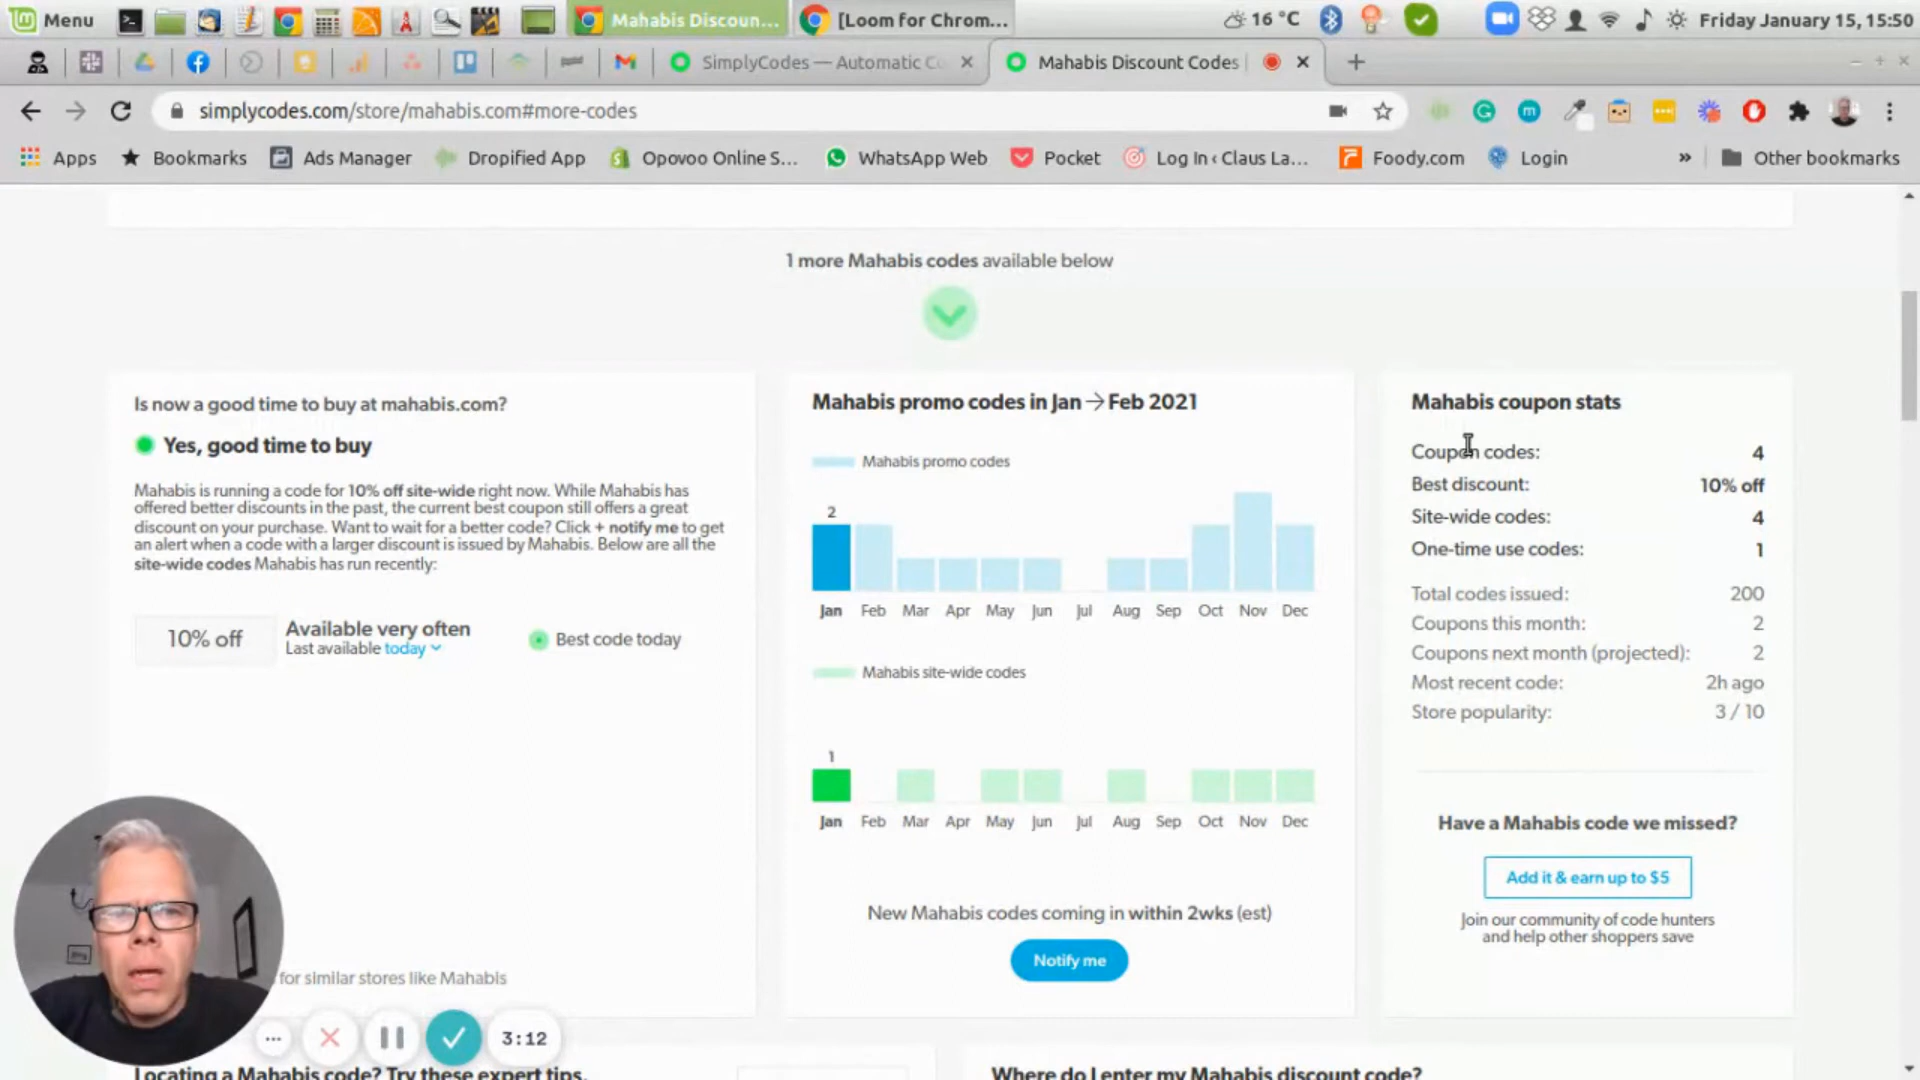 Menu
Mahabis Discoun...
[Loom for Chrom...
16 °C
Friday January 15, 15:50
SimplyCodes — Automatic Co
Mahabis Discount Codes |
simplycodes.com/store/mahabis.com#more-codes
Apps
Bookmarks
Ads Manager
Dropified App
Opovoo Online S...
WhatsApp Web
Pocket
Log In ‹ Claus La...
Foody.com
Login
»
Other bookmarks
1 more Mahabis codes available below
Is now a good time to buy at mahabis.com?
Yes, good time to buy
Mahabis is running a code for 10% off site-wide right now. While Mahabis has
offered better discounts in the past, the current best coupon still offers a great
discount on your purchase. Want to wait for a better code? Click + notify me to get
an alert when a code with a larger discount is issued by Mahabis. Below are all the
site-wide codes Mahabis has run recently:
10% off
Available very often
Last available today
Best code today
for similar stores like Mahabis
Mahabis promo codes in Jan → Feb 2021
Mahabis promo codes
2
Jan Feb Mar Apr May Jun Jul Aug Sep Oct Nov Dec
Mahabis site-wide codes
1
Jan Feb Mar Apr May Jun Jul Aug Sep Oct Nov Dec
New Mahabis codes coming in within 2wks (est)
Notify me
Mahabis coupon stats
Coupon codes: 4
Best discount: 10% off
Site-wide codes: 4
One-time use codes: 1
Total codes issued: 200
Coupons this month: 2
Coupons next month (projected): 2
Most recent code: 2h ago
Store popularity: 3 / 10
Have a Mahabis code we missed?
Add it & earn up to $5
Join our community of code hunters
and help other shoppers save
3:12
Locating a Mahabis code? Try these expert tips.
Where do I enter my Mahabis discount code?